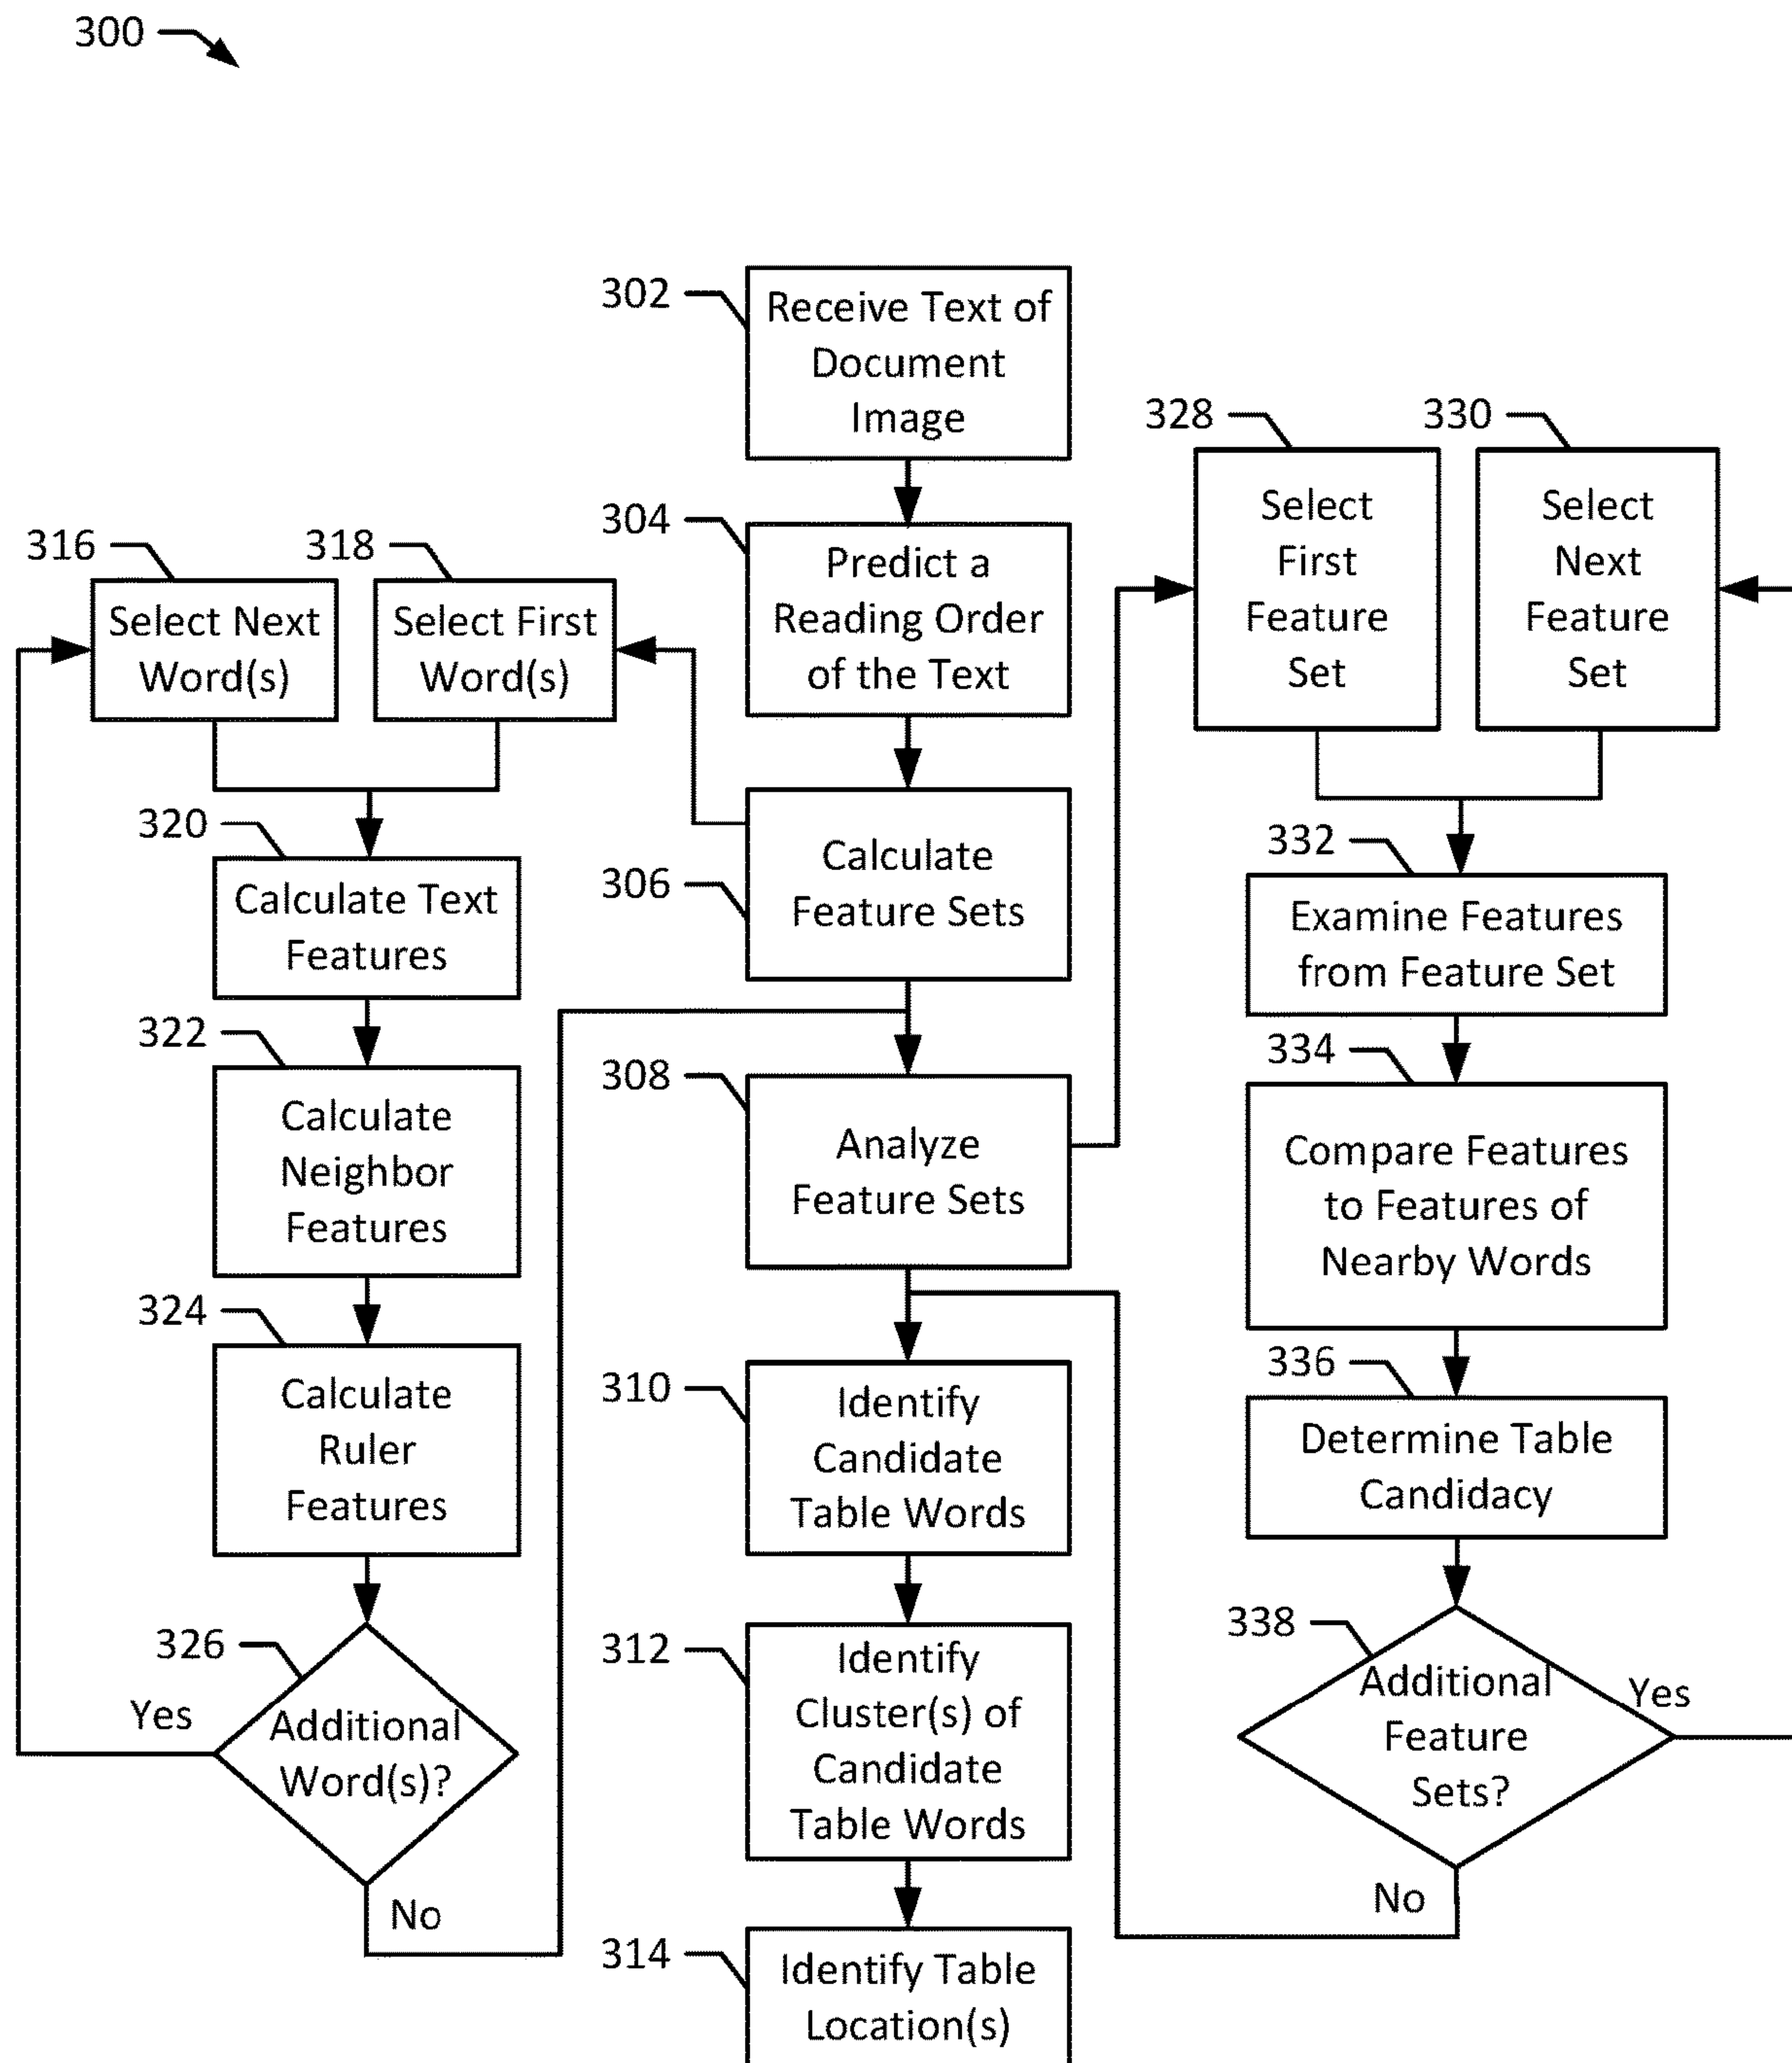 300
302
Receive Text of
Document
Image
304
Predict a
Reading Order
of the Text
306
Calculate
Feature Sets
308
Analyze
Feature Sets
310
Identify
Candidate
Table Words
312
Identify
Cluster(s) of
Candidate
Table Words
314
Identify Table
Location(s)
316
Select Next
Word(s)
318
Select First
Word(s)
320
Calculate Text
Features
322
Calculate
Neighbor
Features
324
Calculate
Ruler
Features
326
Additional
Word(s)?
Yes
No
328
Select
First
Feature
Set
330
Select
Next
Feature
Set
332
Examine Features
from Feature Set
334
Compare Features
to Features of
Nearby Words
336
Determine Table
Candidacy
338
Additional
Feature
Sets?
Yes
No